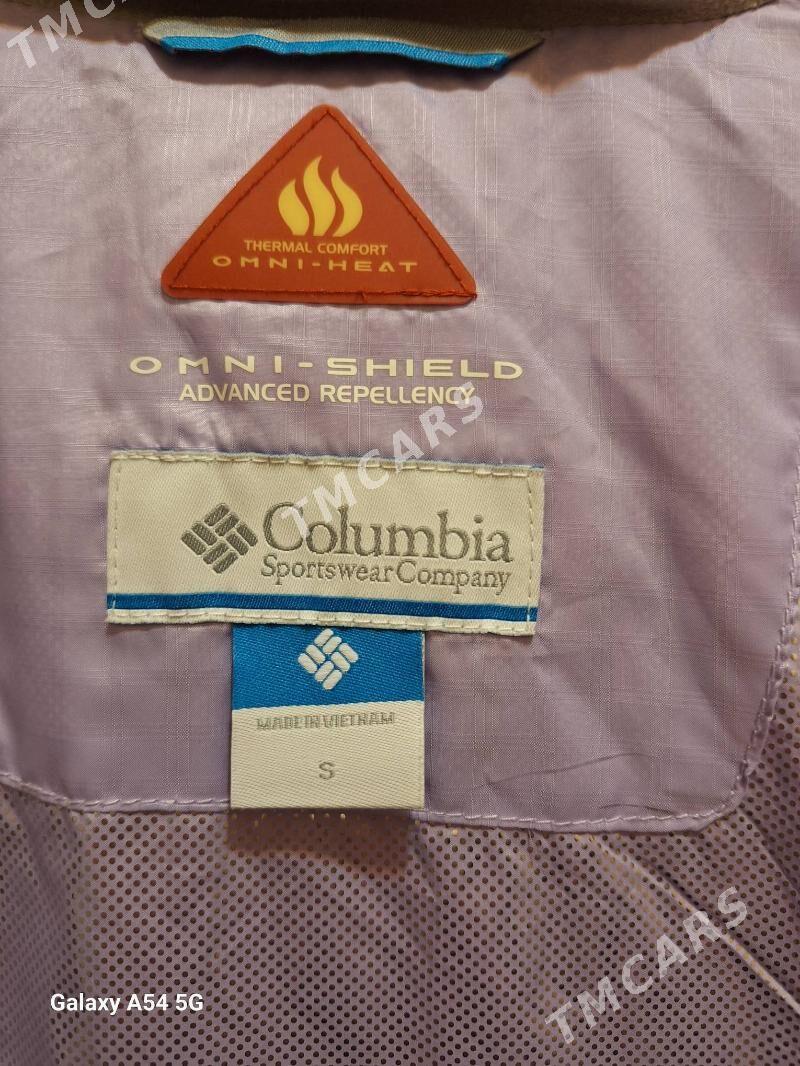 TMCARS
THERMAL COMFORT
OMNI-HEAT
OMNI-SHIELD
ADVANCED REPELLENCY
TMCARS
Columbia
Sportswear Company
MADE IN VIETNAM
S
TMCARS
Galaxy A54 5G